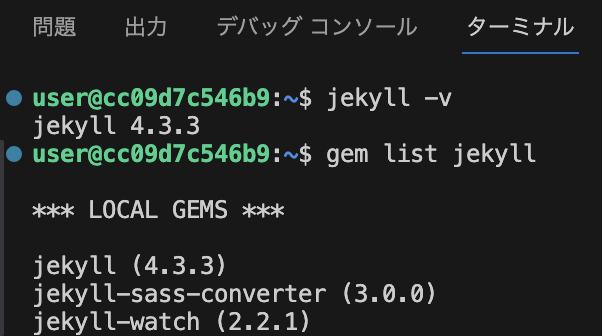 問題 出力 デバッグ コンソール ターミナル
user@cc09d7c546b9:~$ jekyll -v
jekyll 4.3.3
user@cc09d7c546b9:~$ gem list jekyll
*** LOCAL GEMS ***
jekyll (4.3.3)
jekyll-sass-converter (3.0.0)
jekyll-watch (2.2.1)